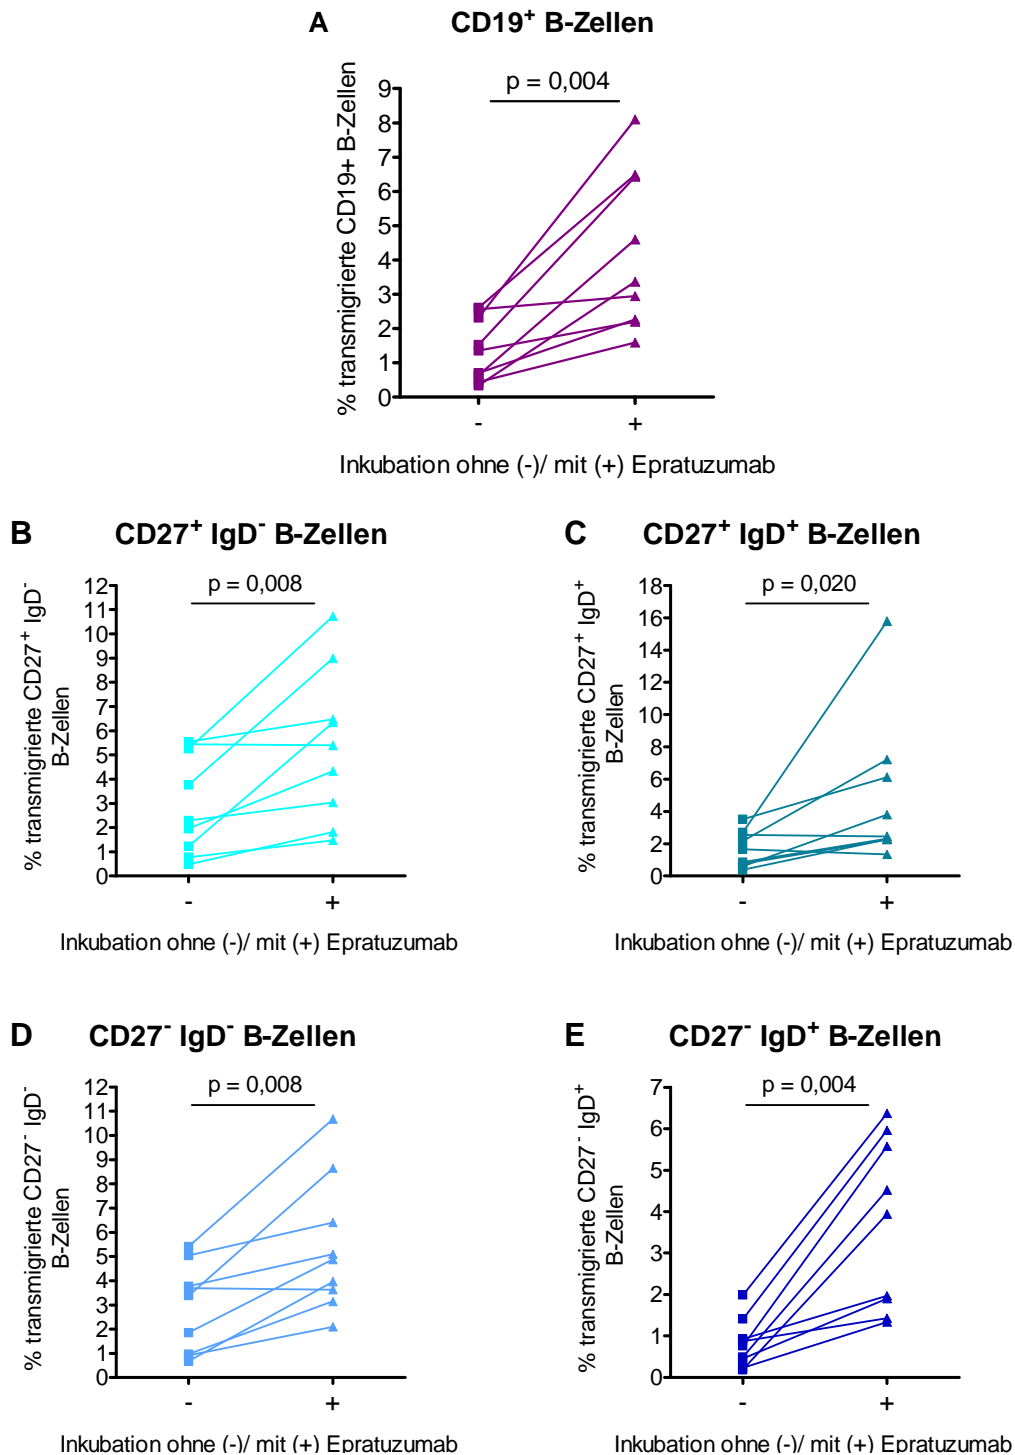 A CD19⁺ B-Zellen
% transmigrierte CD19+ B-Zellen
p = 0,004
9
8
7
6
5
4
3
2
1
0
- +
Inkubation ohne (-)/ mit (+) Epratuzumab
B CD27⁺ IgD⁻ B-Zellen
% transmigrierte CD27⁺ IgD⁻
B-Zellen
p = 0,008
12
11
10
9
8
7
6
5
4
3
2
1
0
- +
Inkubation ohne (-)/ mit (+) Epratuzumab
C CD27⁺ IgD⁺ B-Zellen
% transmigrierte CD27⁺ IgD⁺
B-Zellen
p = 0,020
18
16
14
12
10
8
6
4
2
0
- +
Inkubation ohne (-)/ mit (+) Epratuzumab
D CD27⁻ IgD⁻ B-Zellen
% transmigrierte CD27⁻ IgD⁻
B-Zellen
p = 0,008
12
11
10
9
8
7
6
5
4
3
2
1
0
- +
Inkubation ohne (-)/ mit (+) Epratuzumab
E CD27⁻ IgD⁺ B-Zellen
% transmigrierte CD27⁻ IgD⁺
B-Zellen
p = 0,004
7
6
5
4
3
2
1
0
- +
Inkubation ohne (-)/ mit (+) Epratuzumab